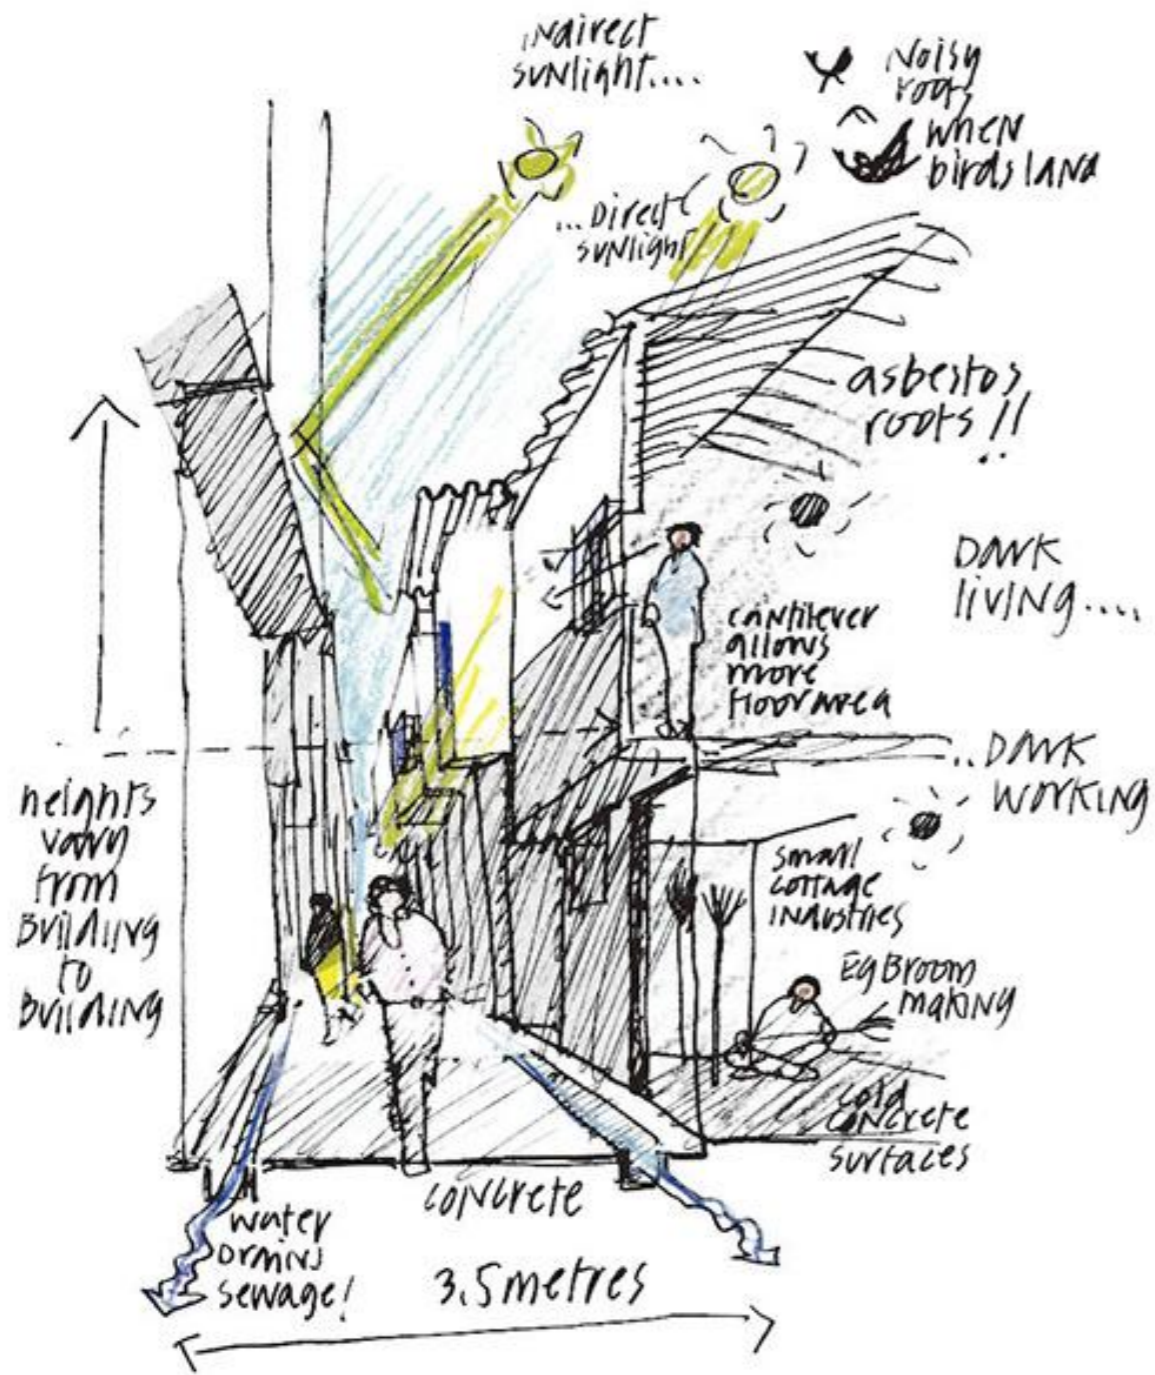 indirect
sunlight....
Noisy
roofs
when
birds land
...Direct
sunlight
asbestos
roofs!!
Dark
living....
cantilever
allows
more
floor area
..Dark
working
heights
vary
from
Building
to
building
small
cottage
industries
Eg Broom
making
cold
concrete
surfaces
concrete
water
drains
sewage!
3.5 metres